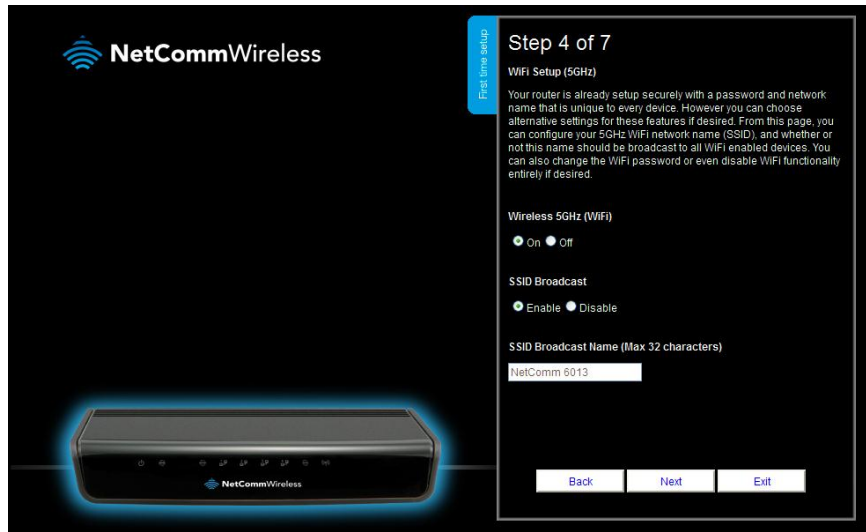 NetCommWireless
First time setup
Step 4 of 7
WiFi Setup (5GHz)
Your router is already setup securely with a password and network
name that is unique to every device. However you can choose
alternative settings for these features if desired. From this page, you
can configure your 5GHz WiFi network name (SSID), and whether or
not this name should be broadcast to all WiFi enabled devices. You
can also change the WiFi password or even disable WiFi functionality
entirely if desired.
Wireless 5GHz (WiFi)
On Off
SSID Broadcast
Enable Disable
SSID Broadcast Name (Max 32 characters)
NetComm 6013
NetCommWireless
Back Next Exit